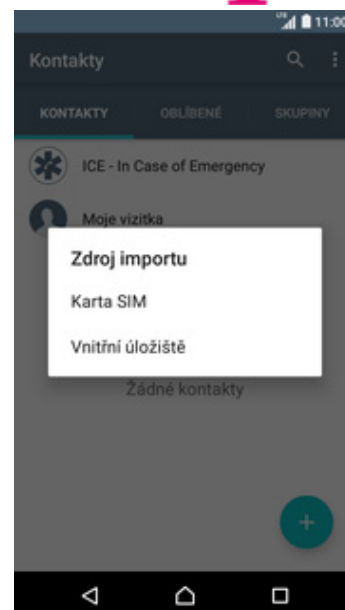 LTE 11:00
Kontakty
KONTAKTY OBLÍBENÉ SKUPINY
ICE - In Case of Emergency
Moje vizitka
Zdroj importu
Karta SIM
Vnitřní úložiště
Žádné kontakty